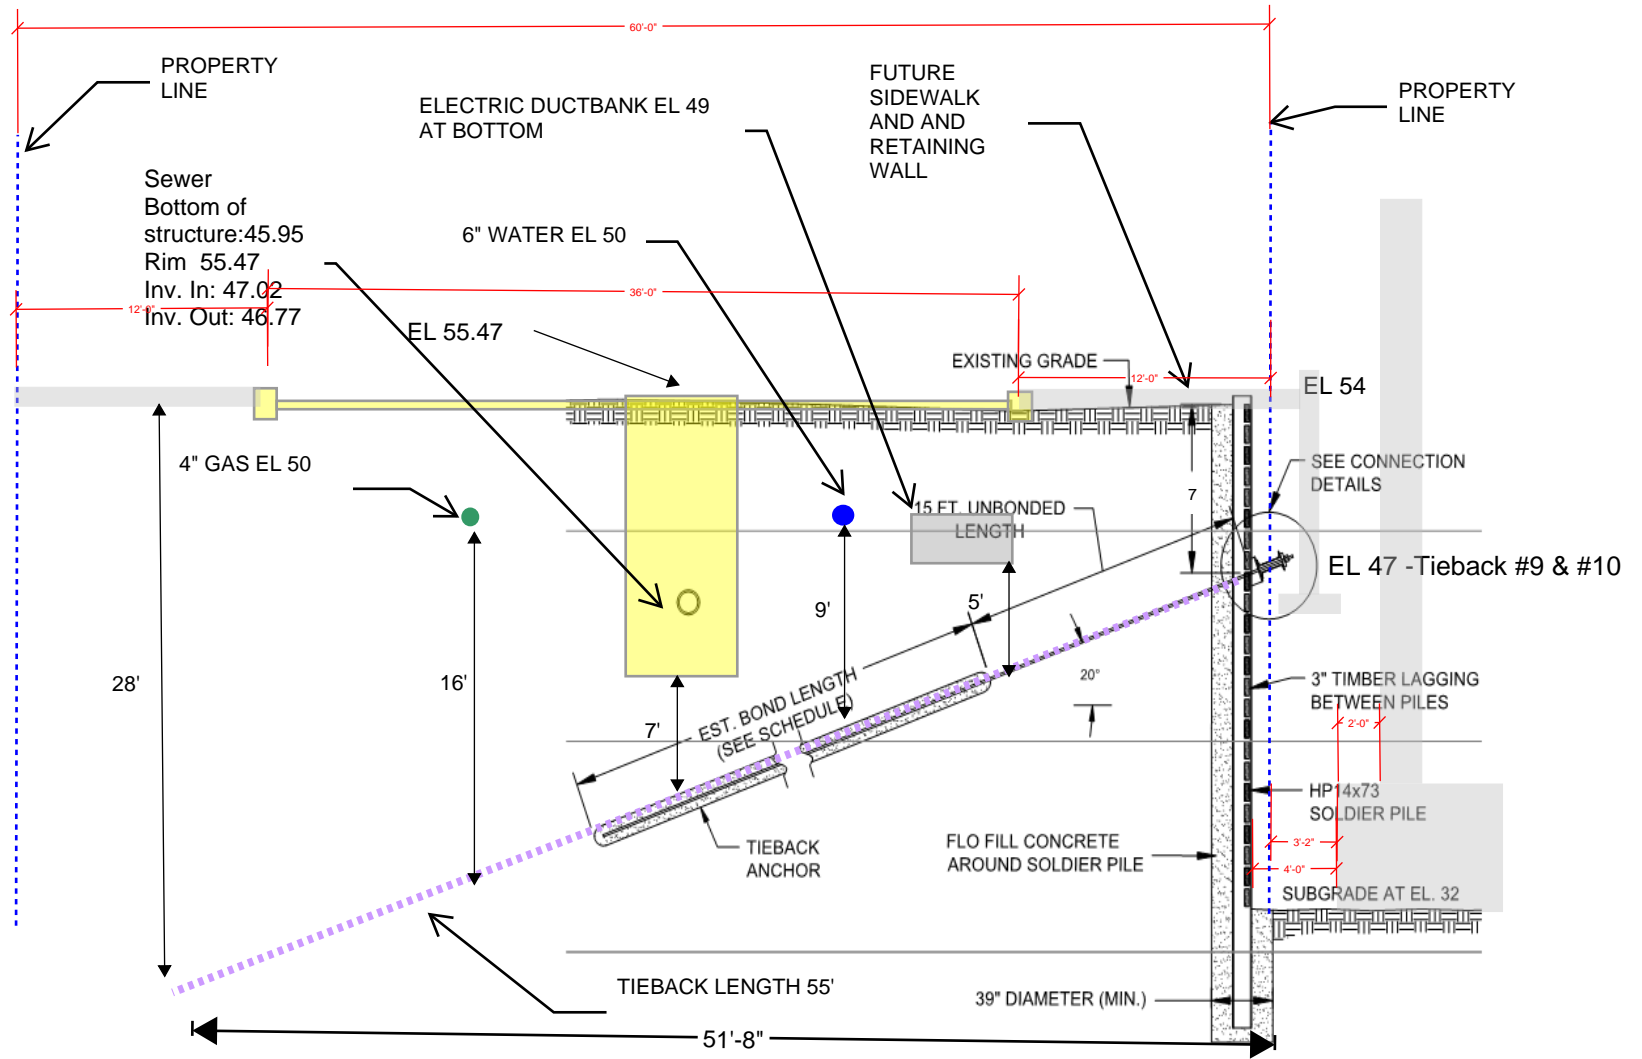 60'-0"
PROPERTY
LINE
ELECTRIC DUCTBANK EL 49
AT BOTTOM
FUTURE
SIDEWALK
AND AND
RETAINING
WALL
PROPERTY
LINE
Sewer
Bottom of
structure:45.95
Rim  55.47
Inv. In: 47.02
Inv. Out: 46.77
6" WATER EL 50
36'-0"
12'-0"
EL 55.47
EXISTING GRADE
12'-0"
EL 54
4" GAS EL 50
SEE CONNECTION
DETAILS
7
15 FT. UNBONDED
LENGTH
EL 47 -Tieback #9 & #10
9'
5'
28'
16'
20°
3" TIMBER LAGGING
BETWEEN PILES
2'-0"
7'
EST. BOND LENGTH
(SEE SCHEDULE)
HP14x73
SOLDIER PILE
TIEBACK
ANCHOR
FLO FILL CONCRETE
AROUND SOLDIER PILE
3'-2"
4'-0"
SUBGRADE AT EL. 32
TIEBACK LENGTH 55'
39" DIAMETER (MIN.)
51'-8"